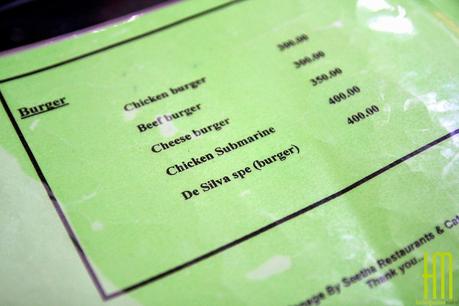 Burger
Chicken burger 300.00
Beef burger 300.00
Cheese burger 350.00
Chicken Submarine 400.00
De Silva spe (burger) 400.00
By Seetha Restaurants &
Thank you..
HM